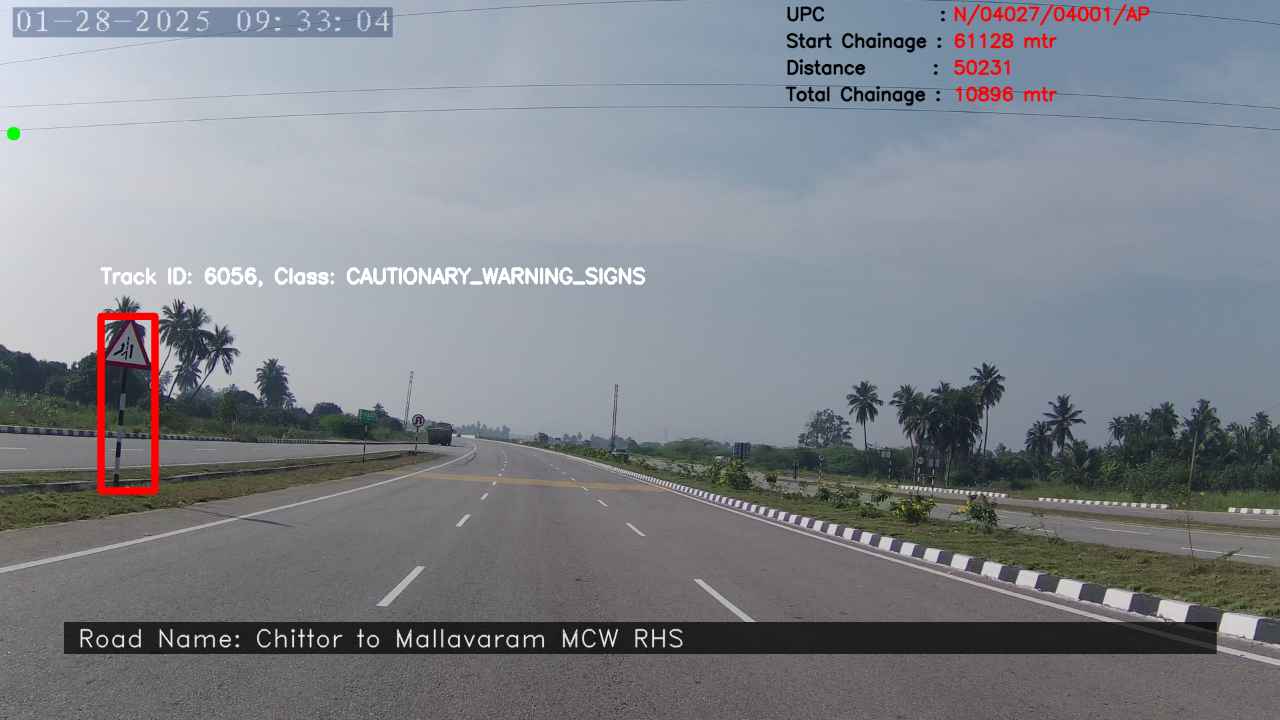 01-28-2025 09:33:04
UPC : N/04027/04001/AP
Start Chainage : 61128 mtr
Distance : 50231
Total Chainage : 10896 mtr
Track ID: 6056, Class: CAUTIONARY_WARNING_SIGNS
Road Name: Chittor to Mallavaram MCW RHS